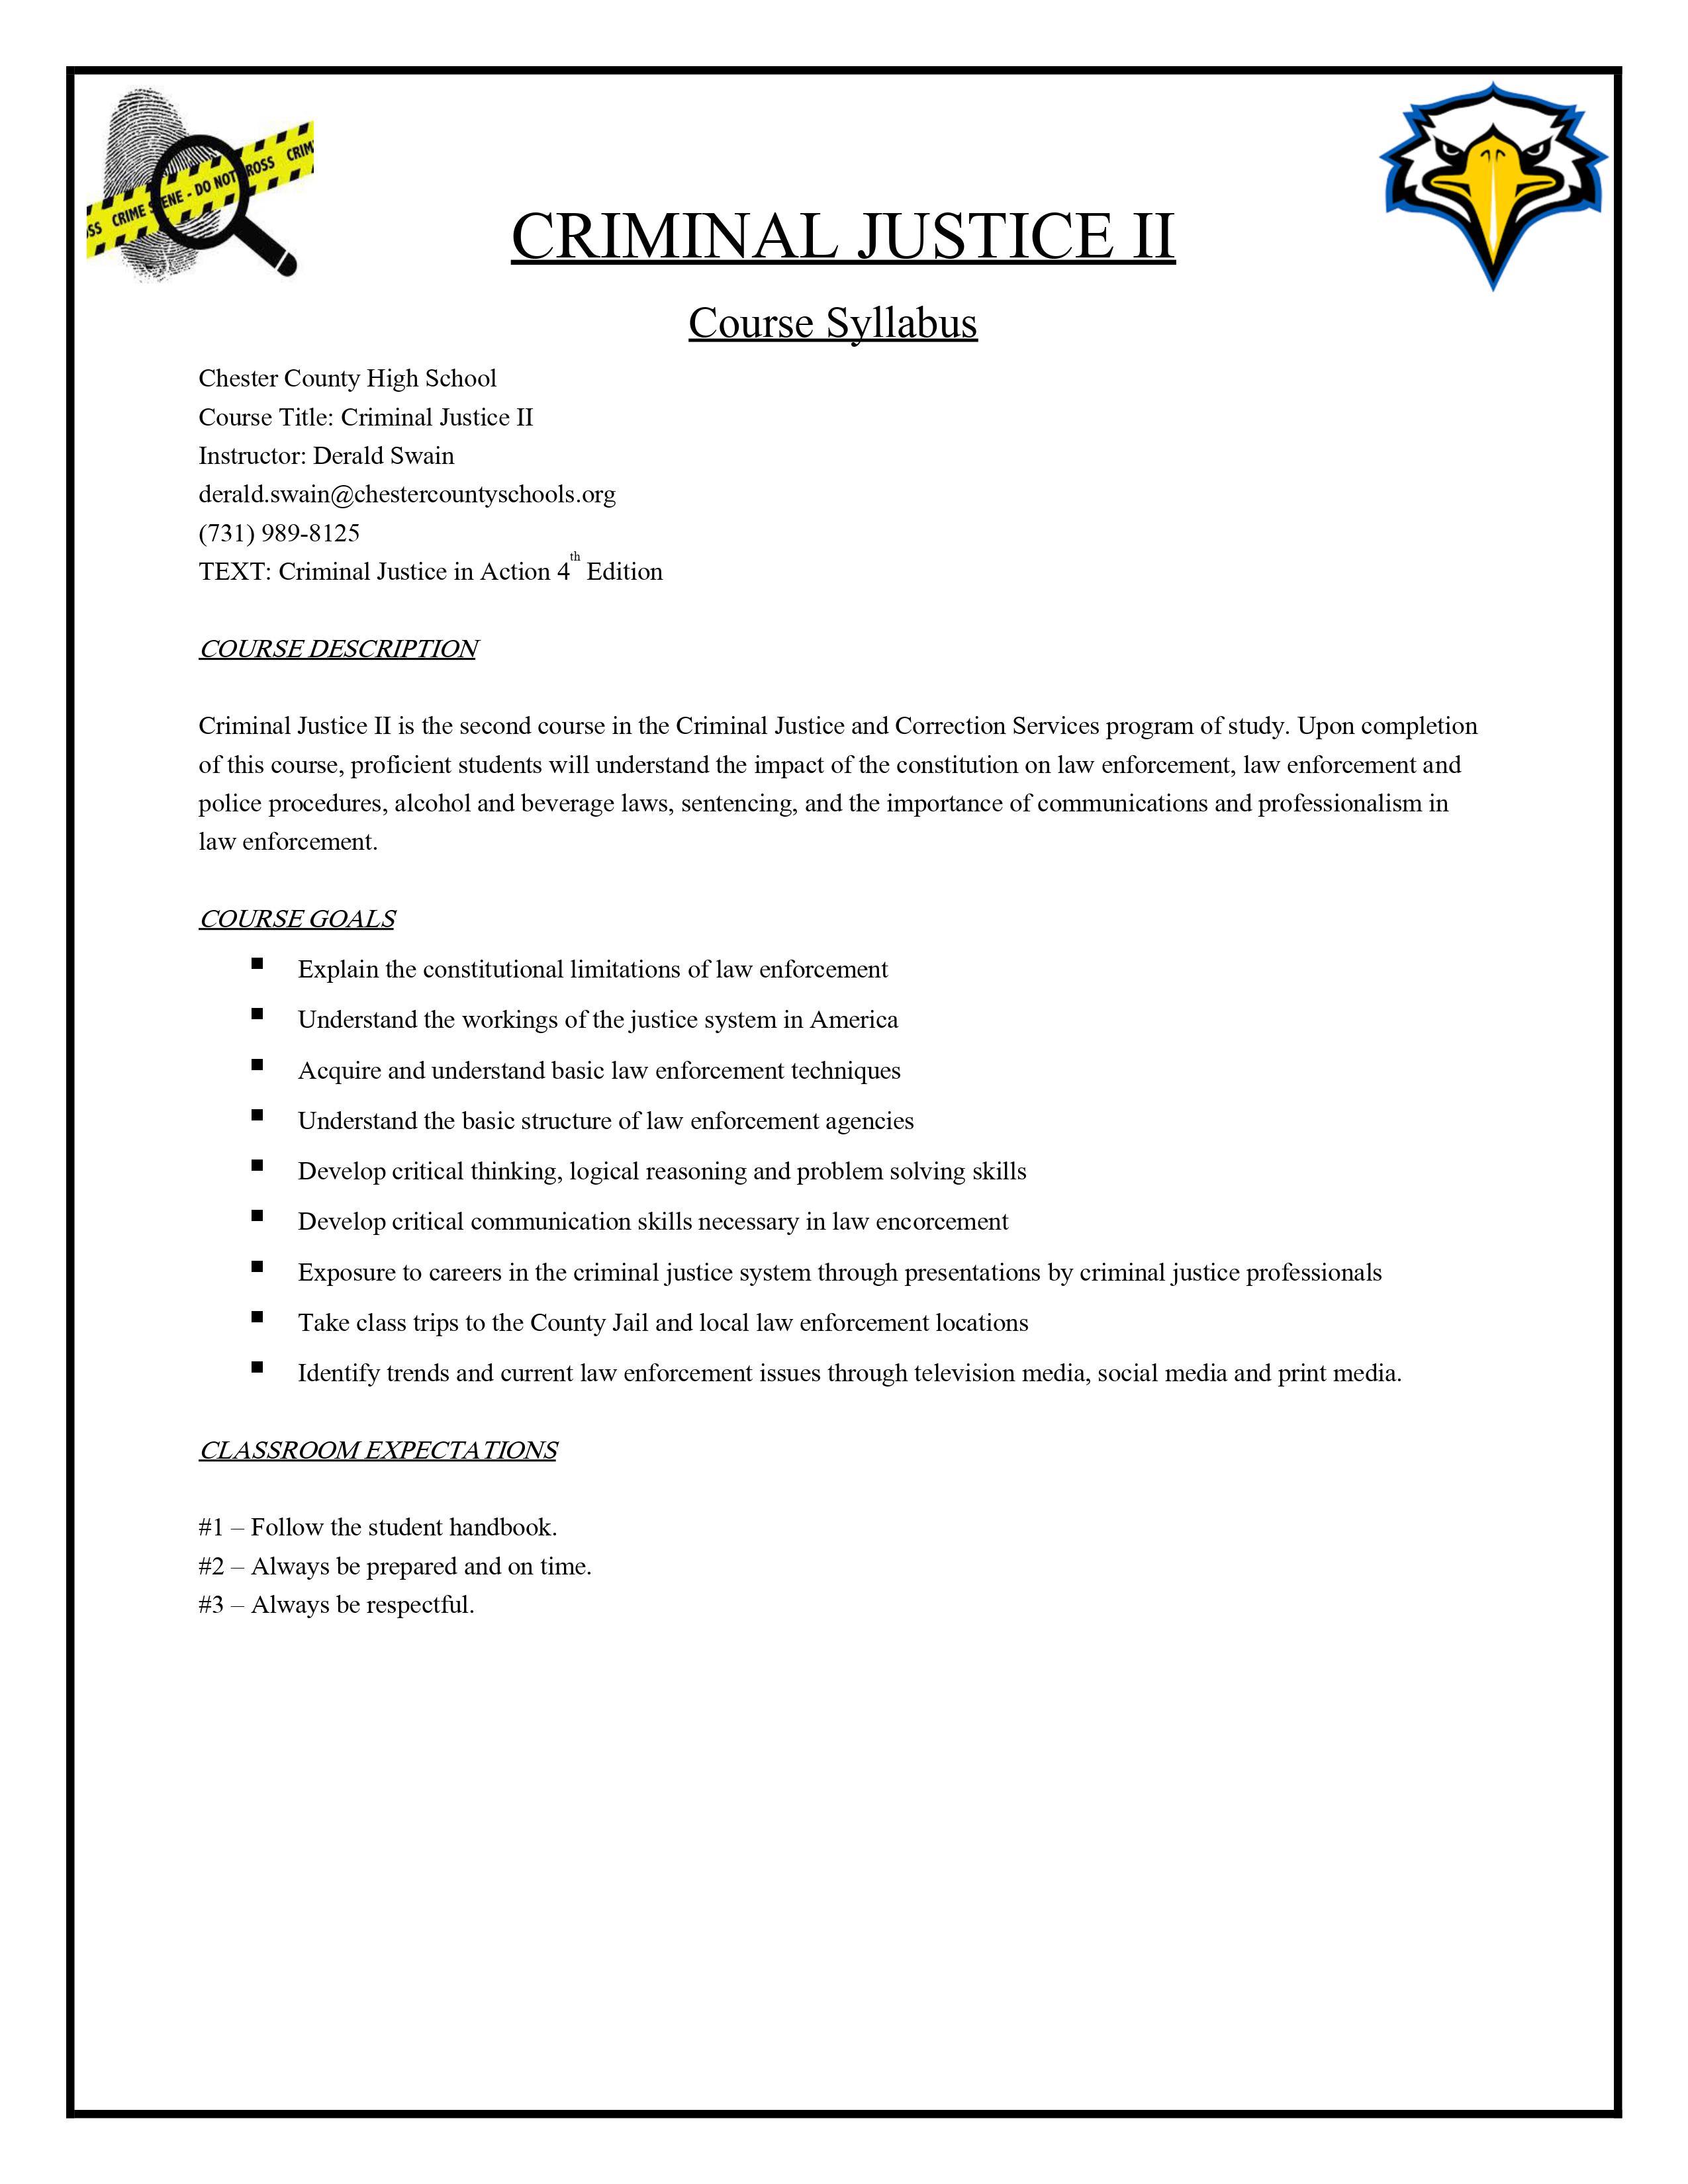 SS CRIME SCENE - DO NOT CROSS CRIM
CRIMINAL JUSTICE II
Course Syllabus
Chester County High School
Course Title: Criminal Justice II
Instructor: Derald Swain
derald.swain@chestercountyschools.org
(731) 989-8125
TEXT: Criminal Justice in Action 4th Edition
COURSE DESCRIPTION
Criminal Justice II is the second course in the Criminal Justice and Correction Services program of study. Upon completion
of this course, proficient students will understand the impact of the constitution on law enforcement, law enforcement and
police procedures, alcohol and beverage laws, sentencing, and the importance of communications and professionalism in
law enforcement.
COURSE GOALS
▪ Explain the constitutional limitations of law enforcement
▪ Understand the workings of the justice system in America
▪ Acquire and understand basic law enforcement techniques
▪ Understand the basic structure of law enforcement agencies
▪ Develop critical thinking, logical reasoning and problem solving skills
▪ Develop critical communication skills necessary in law encorcement
▪ Exposure to careers in the criminal justice system through presentations by criminal justice professionals
▪ Take class trips to the County Jail and local law enforcement locations
▪ Identify trends and current law enforcement issues through television media, social media and print media.
CLASSROOM EXPECTATIONS
#1 – Follow the student handbook.
#2 – Always be prepared and on time.
#3 – Always be respectful.